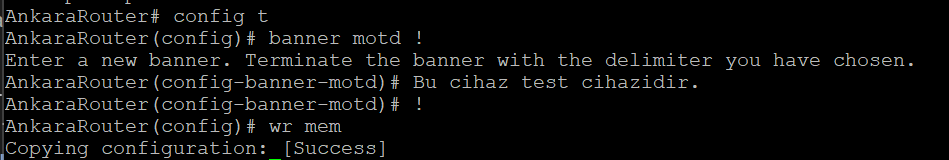 AnkaraRouter# config t
AnkaraRouter(config)# banner motd !
Enter a new banner. Terminate the banner with the delimiter you have chosen.
AnkaraRouter(config-banner-motd)# Bu cihaz test cihazidir.
AnkaraRouter(config-banner-motd)# !
AnkaraRouter(config)# wr mem
Copying configuration: [Success]